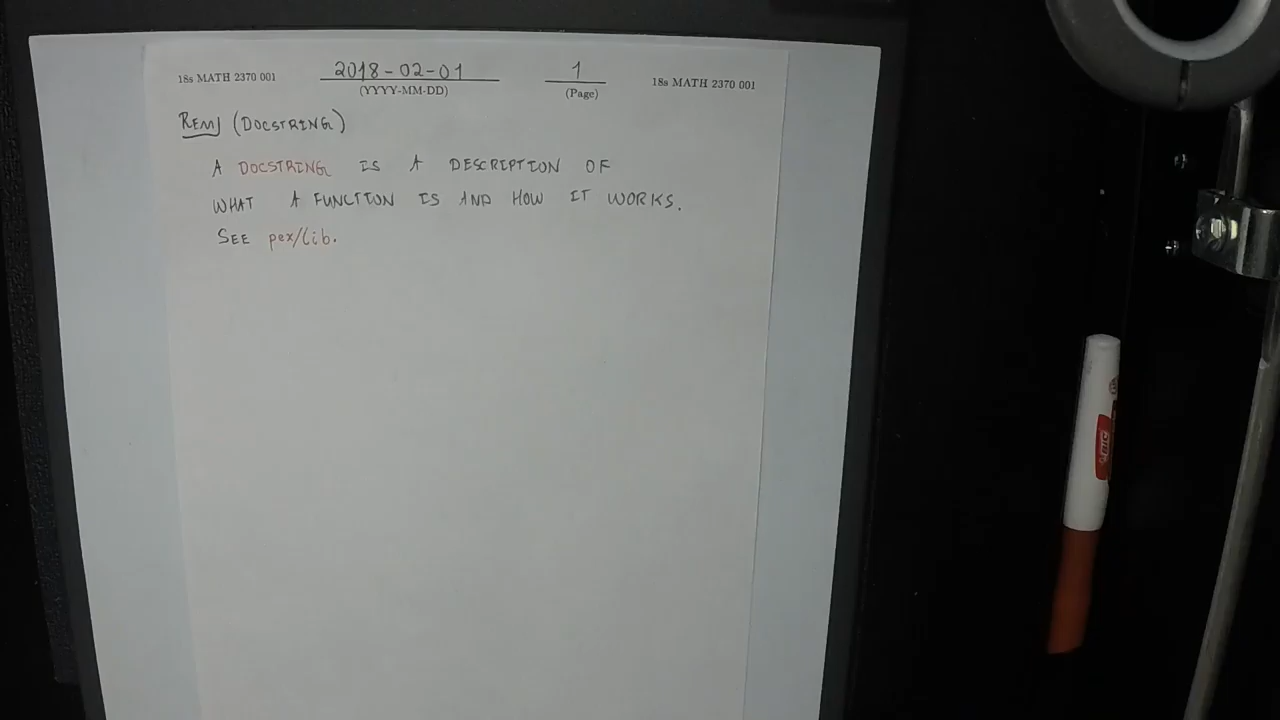 18s MATH 2370 001 2018-02-01 1 18s MATH 2370 001
(YYYY-MM-DD) (Page)
REM] (DOCSTRING)
A DOCSTRING IS A DESCRIPTION OF
WHAT A FUNCTION IS AND HOW IT WORKS.
SEE pex/lib.
BIC